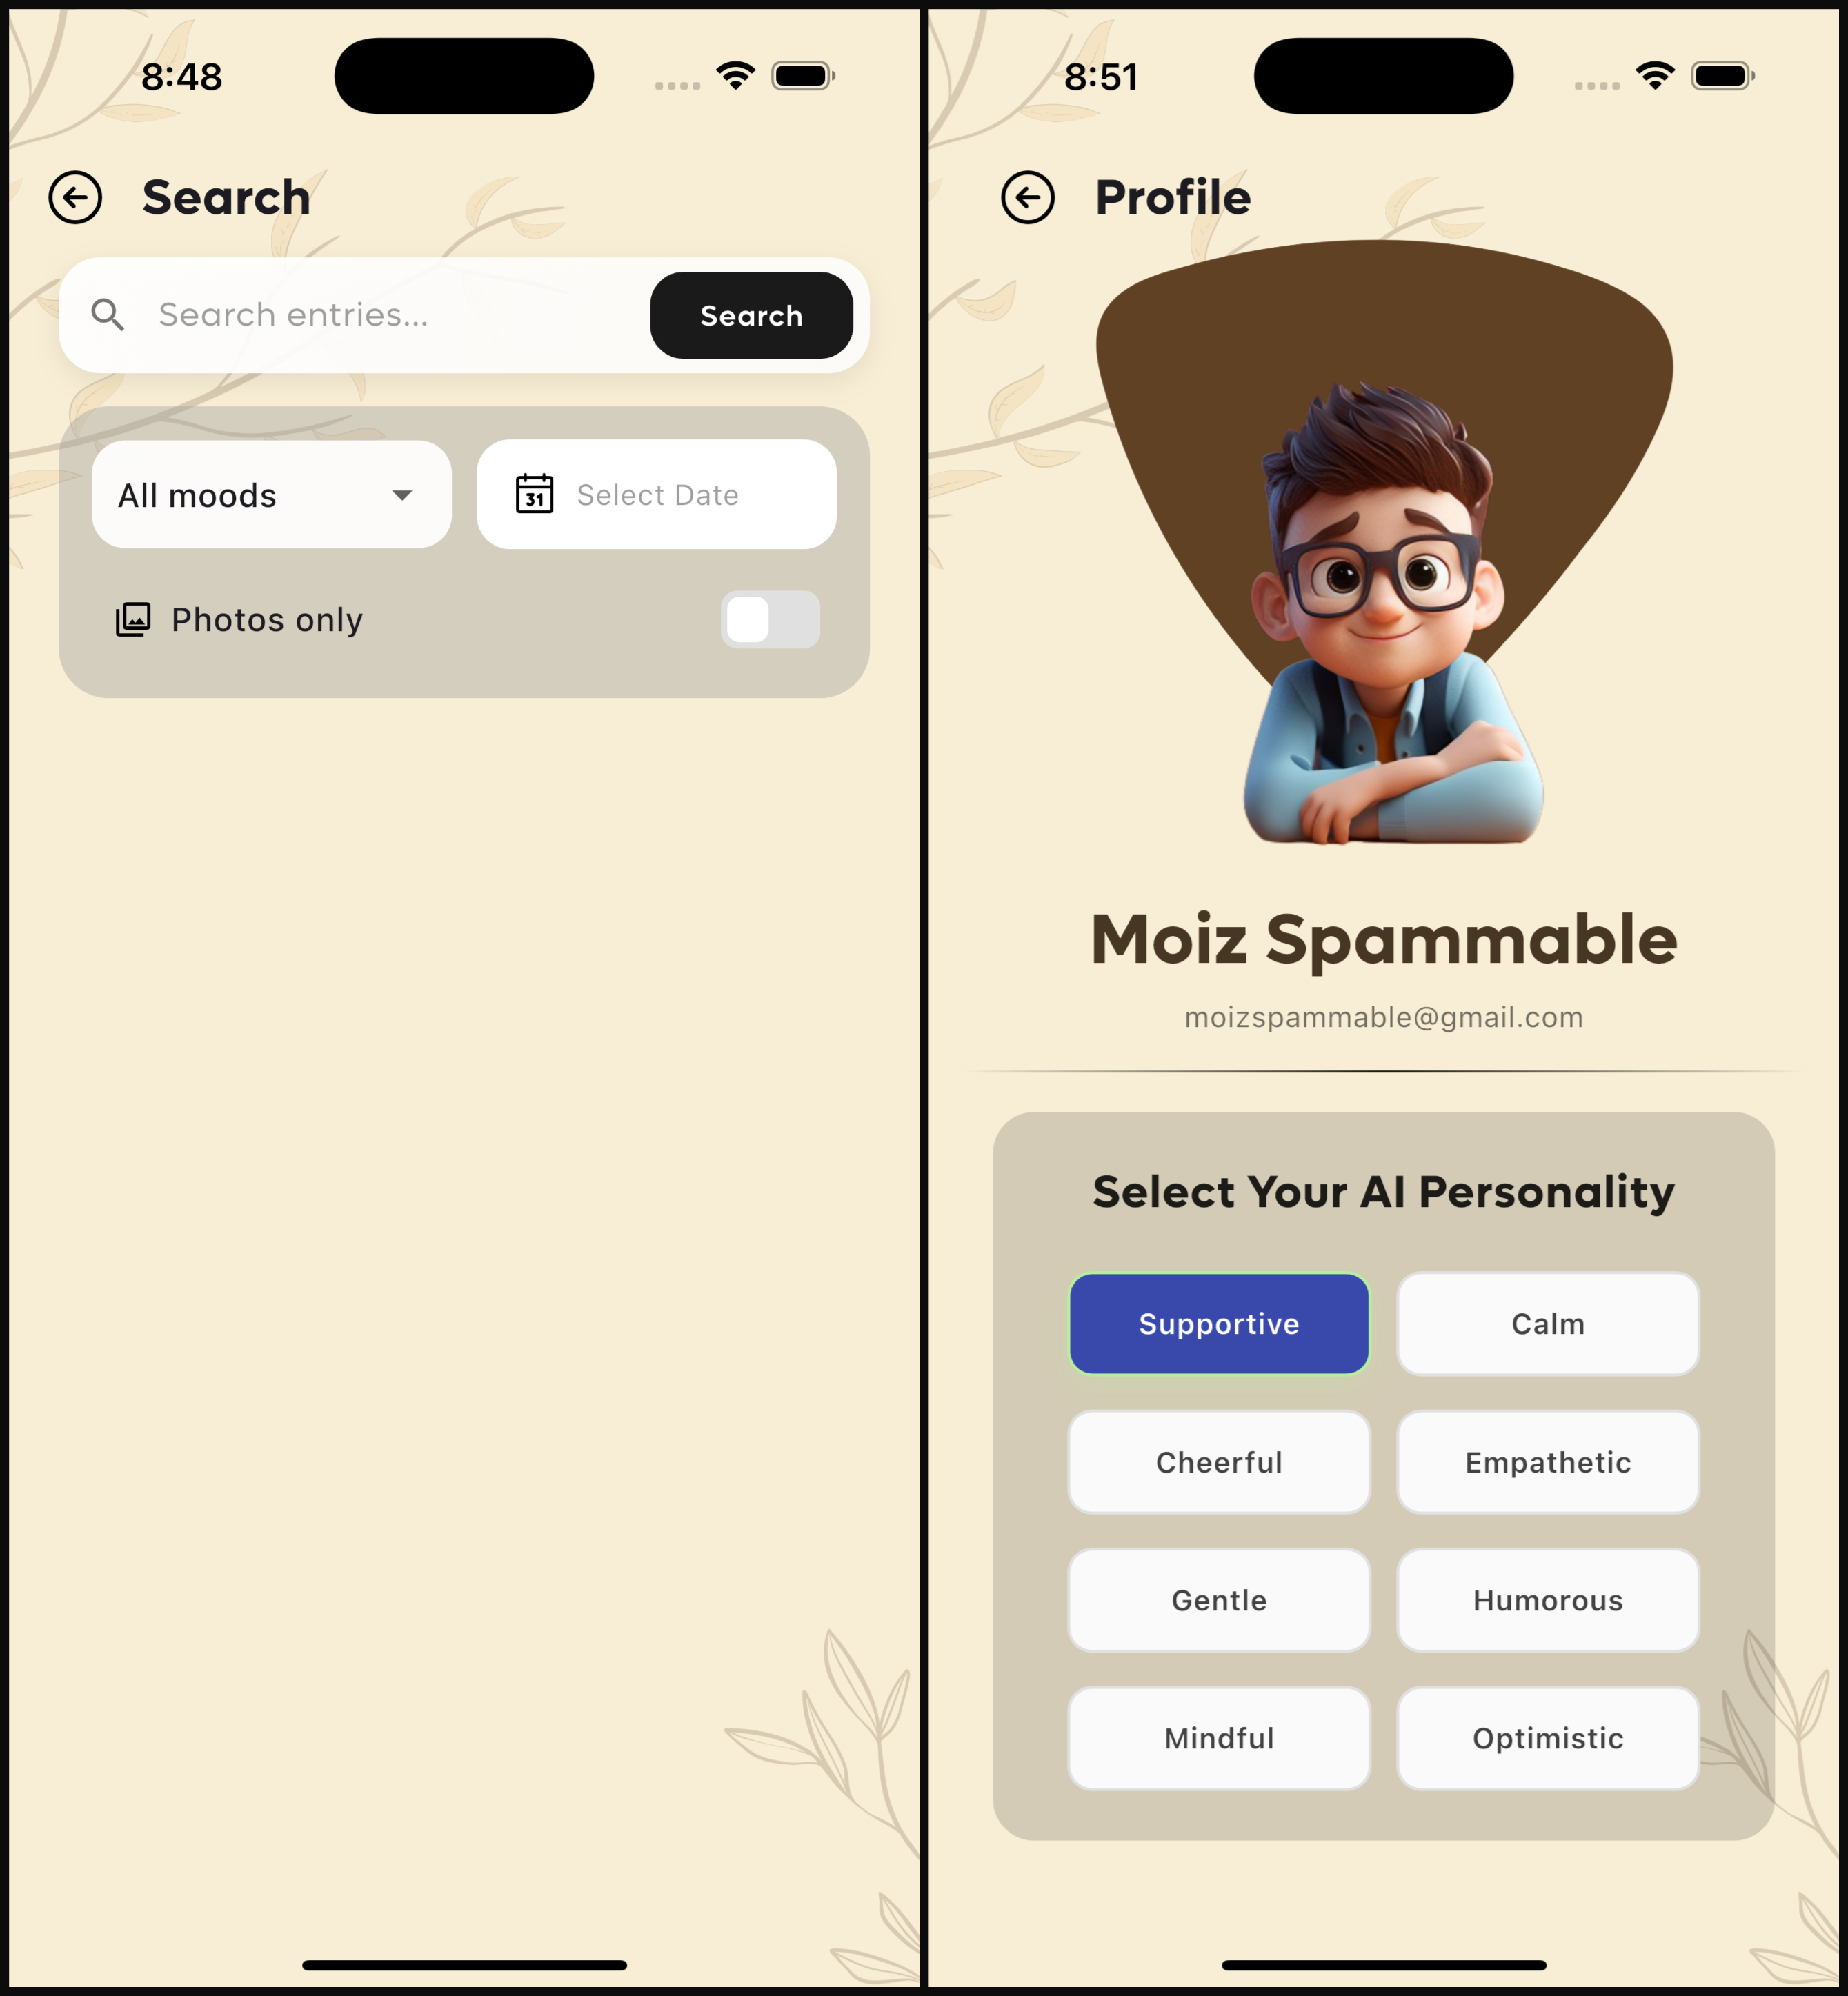 8:48
Search
Search entries...
Search
All moods
31
Select Date
Photos only
8:51
Profile
Moiz Spammable
moizspammable@gmail.com
Select Your AI Personality
Supportive
Calm
Cheerful
Empathetic
Gentle
Humorous
Mindful
Optimistic